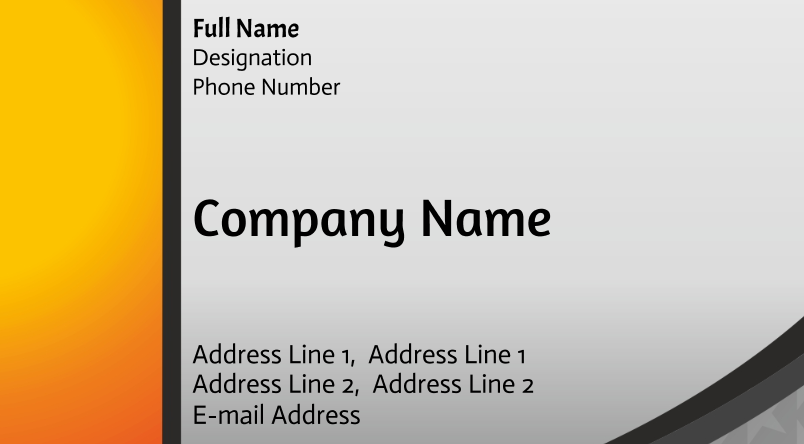 Full Name
Designation
Phone Number
Company Name
Address Line 1,  Address Line 1
Address Line 2,  Address Line 2
E-mail Address